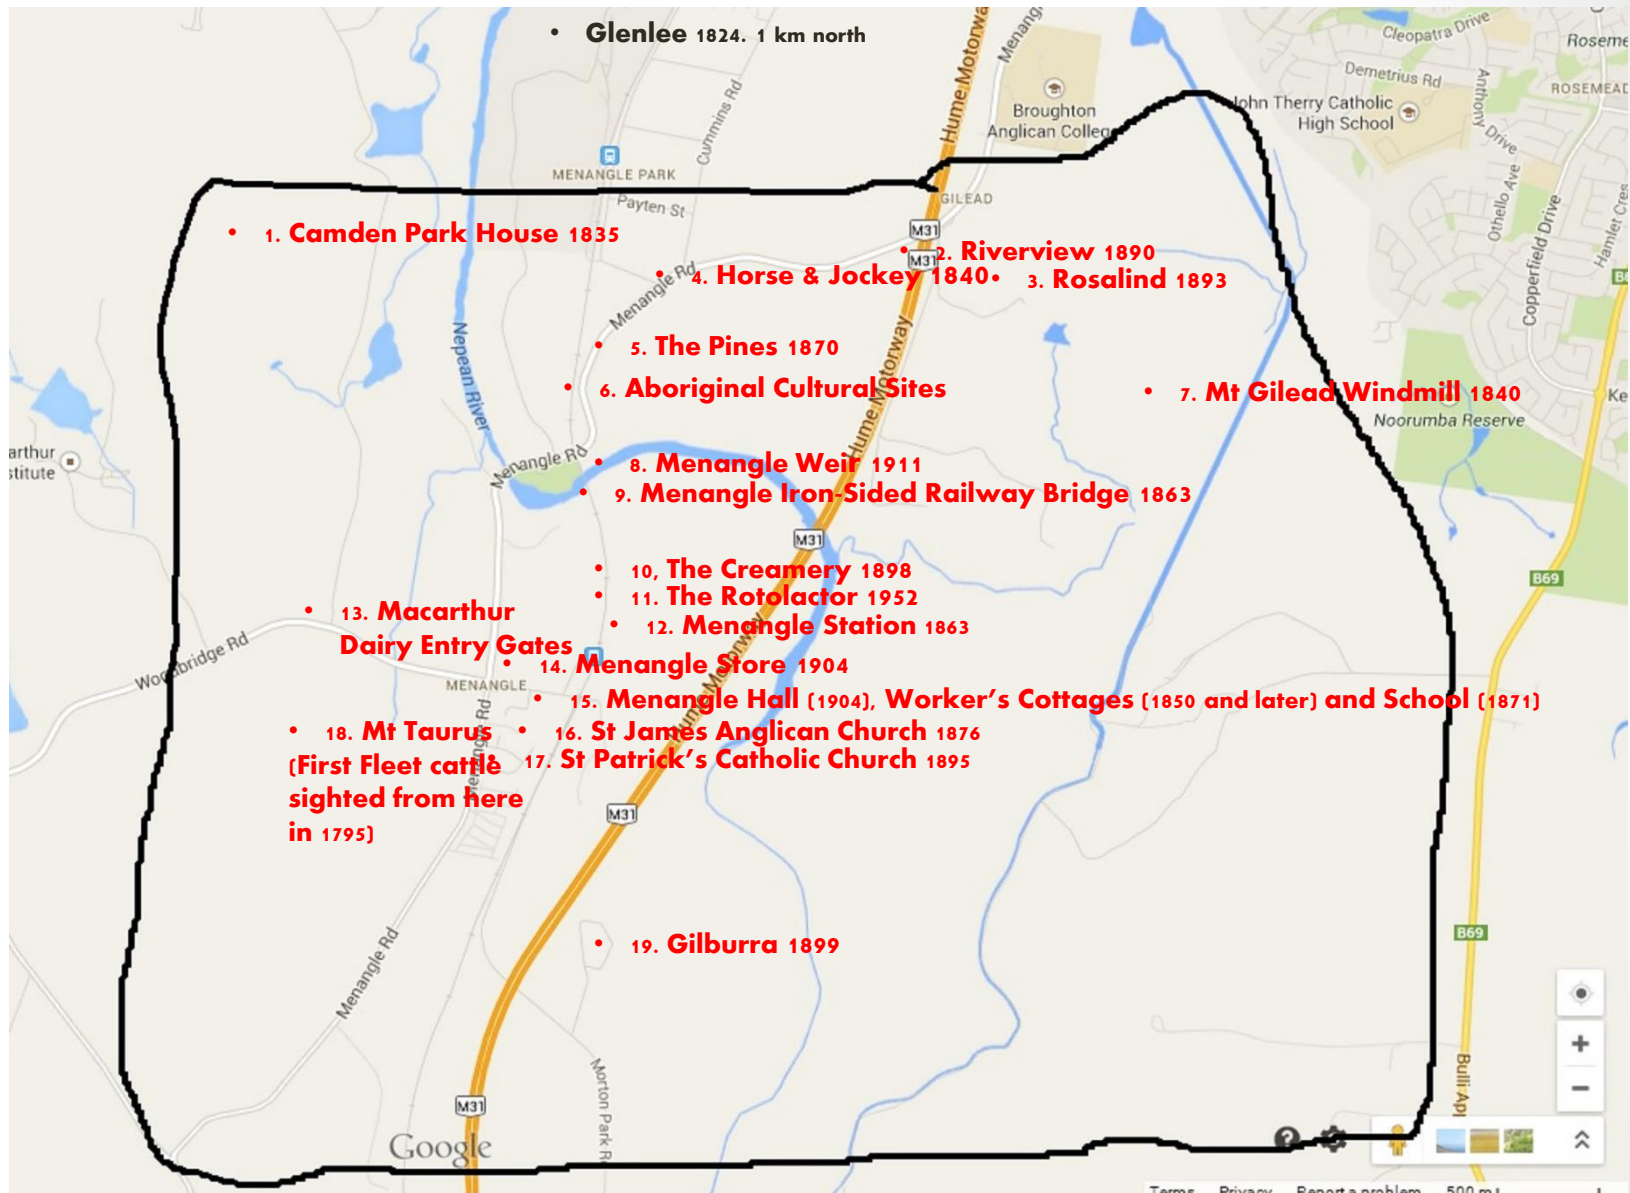 • Glenlee 1824. 1 km north
Cleopatra Drive
Hume Motorway
Demetrius Rd
Anthony Drive
Cummins Rd
Broughton
Anglican College
John Therry Catholic
High School
MENANGLE PARK
Payten St
GILEAD
Othello Ave
Copperfield Drive
M31
M31
• 1. Camden Park House 1835
• 2. Riverview 1890
• 4. Horse & Jockey 1840
• 3. Rosalind 1893
Menangle Rd
Nepean River
Hume Motorway
• 5. The Pines 1870
• 6. Aboriginal Cultural Sites
• 7. Mt Gilead Windmill 1840
Noorumba Reserve
arthur
stitute
Menangle Rd
• 8. Menangle Weir 1911
• 9. Menangle Iron-Sided Railway Bridge 1863
M31
• 10, The Creamery 1898
B69
• 11. The Rotolactor 1952
• 12. Menangle Station 1863
• 13. Macarthur
Dairy Entry Gates
Woodbridge Rd
• 14. Menangle Store 1904
MENANGLE
Hume Motorway
• 15. Menangle Hall (1904), Worker's Cottages (1850 and later) and School (1871)
Menangle Rd
• 16. St James Anglican Church 1876
• 17. St Patrick's Catholic Church 1895
• 18. Mt Taurus
(First Fleet cattle
sighted from here
in 1795)
M31
B69
• 19. Gilburra 1899
Menangle Rd
Morton Park R
M31
Google
Bulli Ap
Terms Privacy Report a problem 500 m